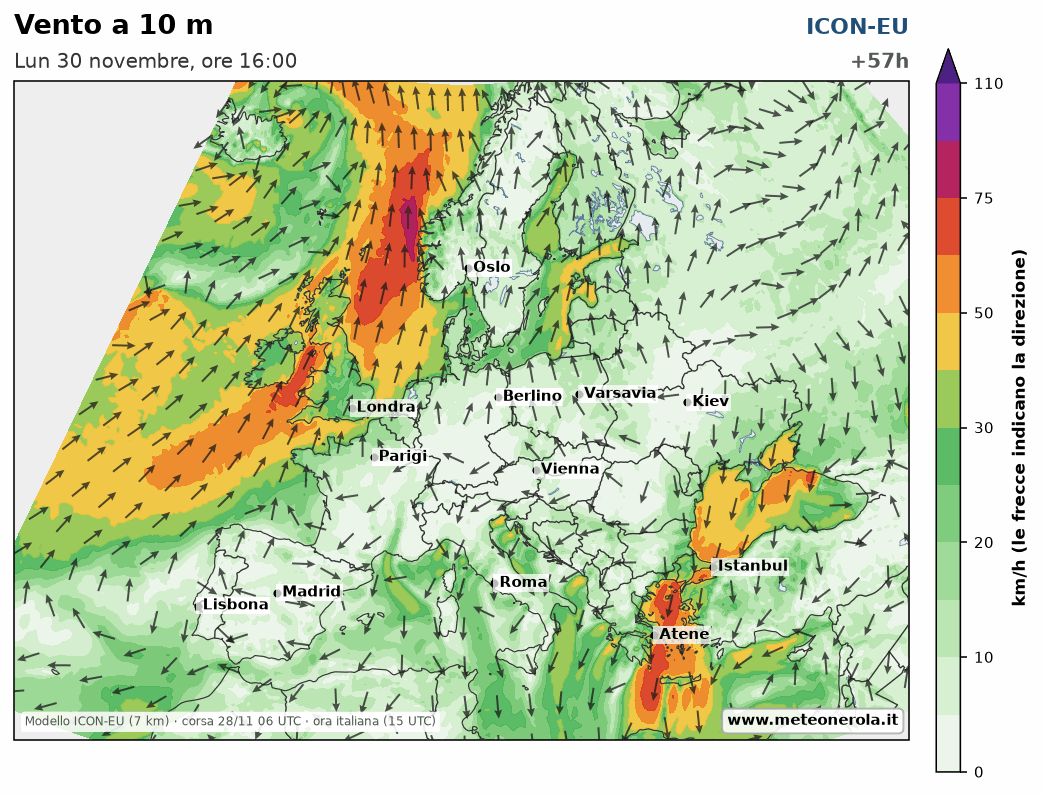 Vento a 10 m
ICON-EU
Lun 30 novembre, ore 16:00
+57h
Oslo
Londra
Berlino
Varsavia
Kiev
Parigi
Vienna
Istanbul
Roma
Madrid
Lisbona
Atene
Modello ICON-EU (7 km) · corsa 28/11 06 UTC · ora italiana (15 UTC)
www.meteonerola.it
110
75
50
30
20
10
0
km/h (le frecce indicano la direzione)